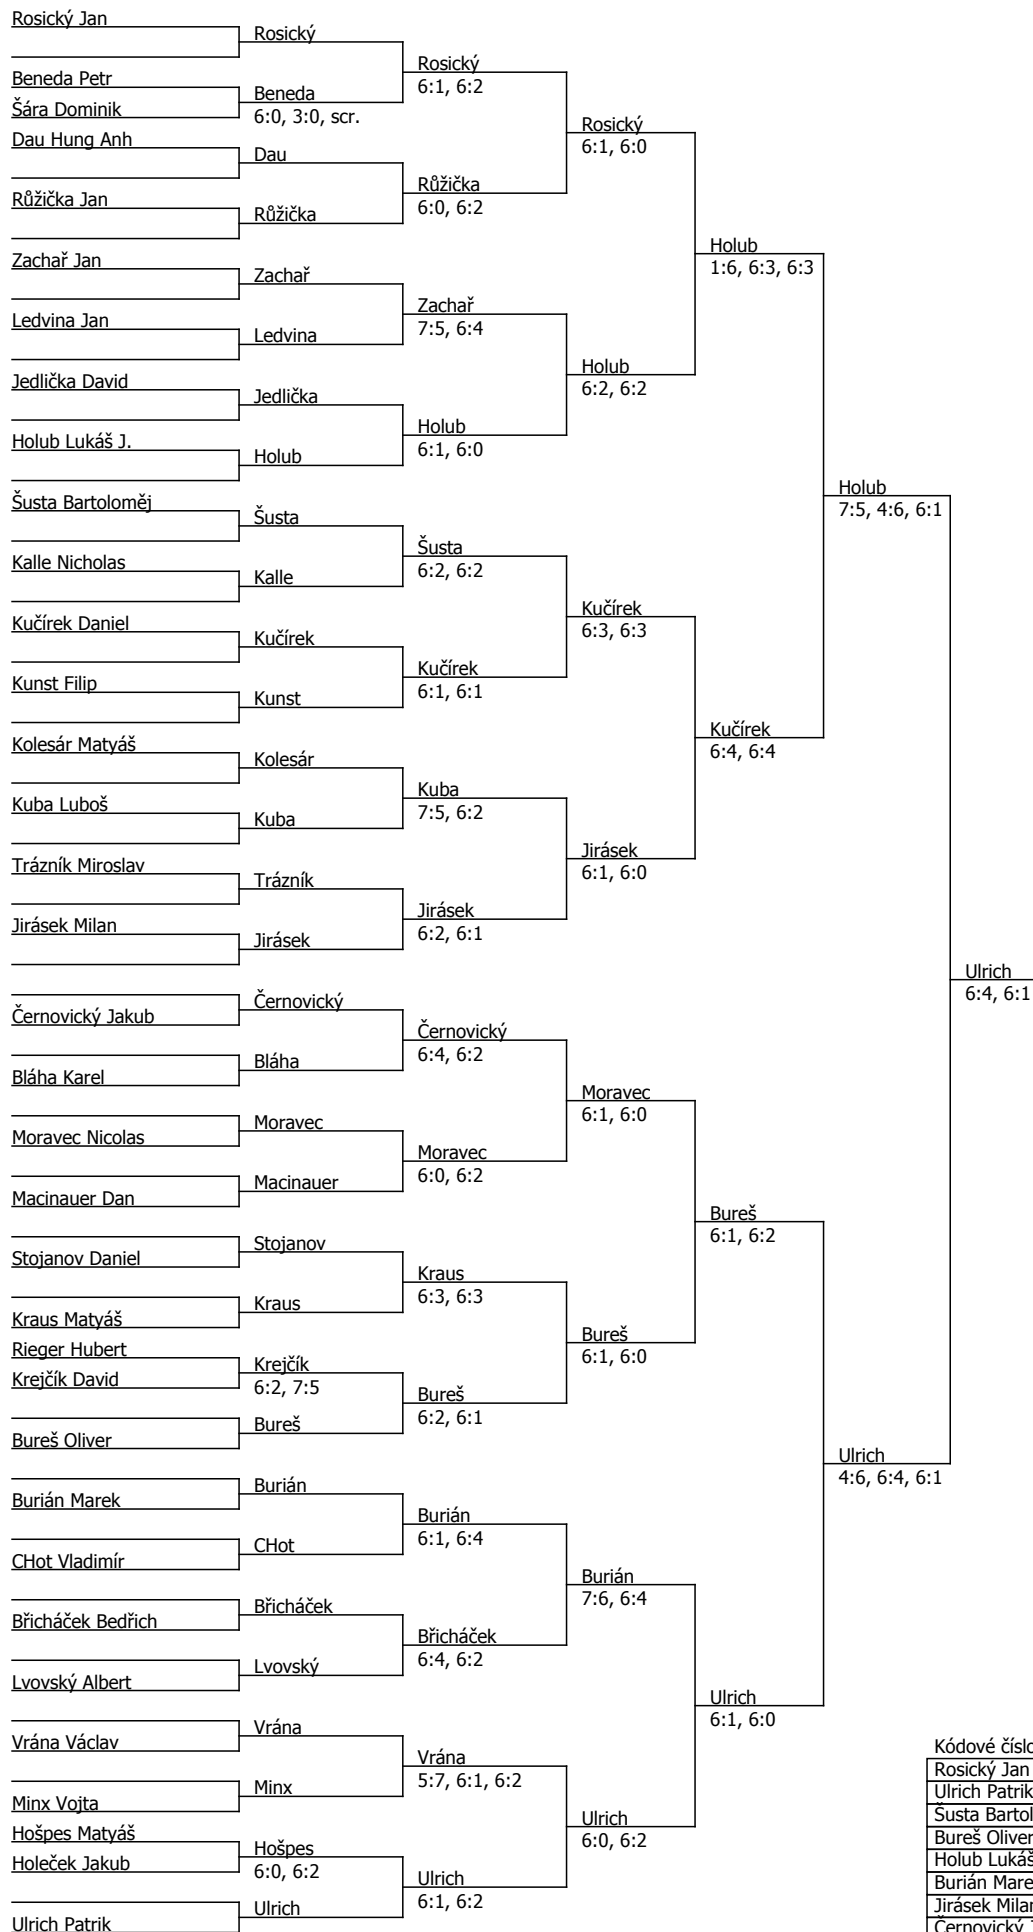 Rosický Jan
Rosický
Rosický
6:1, 6:2
Beneda Petr
Šára Dominik
Beneda
6:0, 3:0, scr.
Rosický
6:1, 6:0
Dau Hung Anh
Dau
Růžička
6:0, 6:2
Růžička Jan
Růžička
Holub
1:6, 6:3, 6:3
Zachař Jan
Zachař
Zachař
7:5, 6:4
Ledvina Jan
Ledvina
Holub
6:2, 6:2
Jedlička David
Jedlička
Holub
6:1, 6:0
Holub Lukáš J.
Holub
Holub
7:5, 4:6, 6:1
Šusta Bartoloměj
Šusta
Šusta
6:2, 6:2
Kalle Nicholas
Kalle
Kučírek
6:3, 6:3
Kučírek Daniel
Kučírek
Kučírek
6:1, 6:1
Kunst Filip
Kunst
Kučírek
6:4, 6:4
Kolesár Matyáš
Kolesár
Kuba
7:5, 6:2
Kuba Luboš
Kuba
Jirásek
6:1, 6:0
Trázník Miroslav
Trázník
Jirásek
6:2, 6:1
Jirásek Milan
Jirásek
Ulrich
6:4, 6:1
Černovický Jakub
Černovický
Černovický
6:4, 6:2
Bláha Karel
Bláha
Moravec
6:1, 6:0
Moravec Nicolas
Moravec
Moravec
6:0, 6:2
Macinauer Dan
Macinauer
Bureš
6:1, 6:2
Stojanov Daniel
Stojanov
Kraus
6:3, 6:3
Kraus Matyáš
Kraus
Bureš
6:1, 6:0
Rieger Hubert
Krejčík David
Krejčík
6:2, 7:5
Bureš
6:2, 6:1
Bureš Oliver
Bureš
Ulrich
4:6, 6:4, 6:1
Burián Marek
Burián
Burián
6:1, 6:4
CHot Vladimír
CHot
Burián
7:6, 6:4
Břicháček Bedřich
Břicháček
Břicháček
6:4, 6:2
Lvovský Albert
Lvovský
Ulrich
6:1, 6:0
Vrána Václav
Vrána
Vrána
5:7, 6:1, 6:2
Minx Vojta
Minx
Ulrich
6:0, 6:2
Hošpes Matyáš
Holeček Jakub
Hošpes
6:0, 6:2
Ulrich
6:1, 6:2
Ulrich Patrik
Ulrich
Kódové číslo
Rosický Jan
Ulrich Patrik
Šusta Bartol
Bureš Oliver
Holub Lukáš
Burián Mare
Jirásek Milan
Černovický